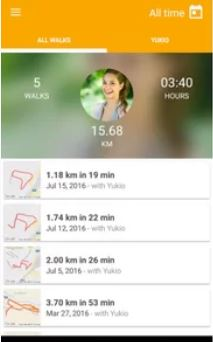 All time
ALL WALKS
YUKIO
5
WALKS
03:40
HOURS
15.68
KM
1.18 km in 19 min
Jul 15, 2016 - with Yukio
1.74 km in 22 min
Jul 12, 2016 - with Yukio
2.00 km in 26 min
Jul 5, 2016 - with Yukio
3.70 km in 53 min
Mar 27, 2016 - with Yukio